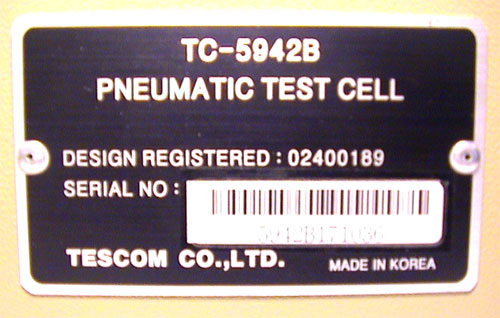 TC-5942B
PNEUMATIC TEST CELL
DESIGN REGISTERED : 02400189
SERIAL NO :
TESCOM CO.,LTD.
MADE IN KOREA